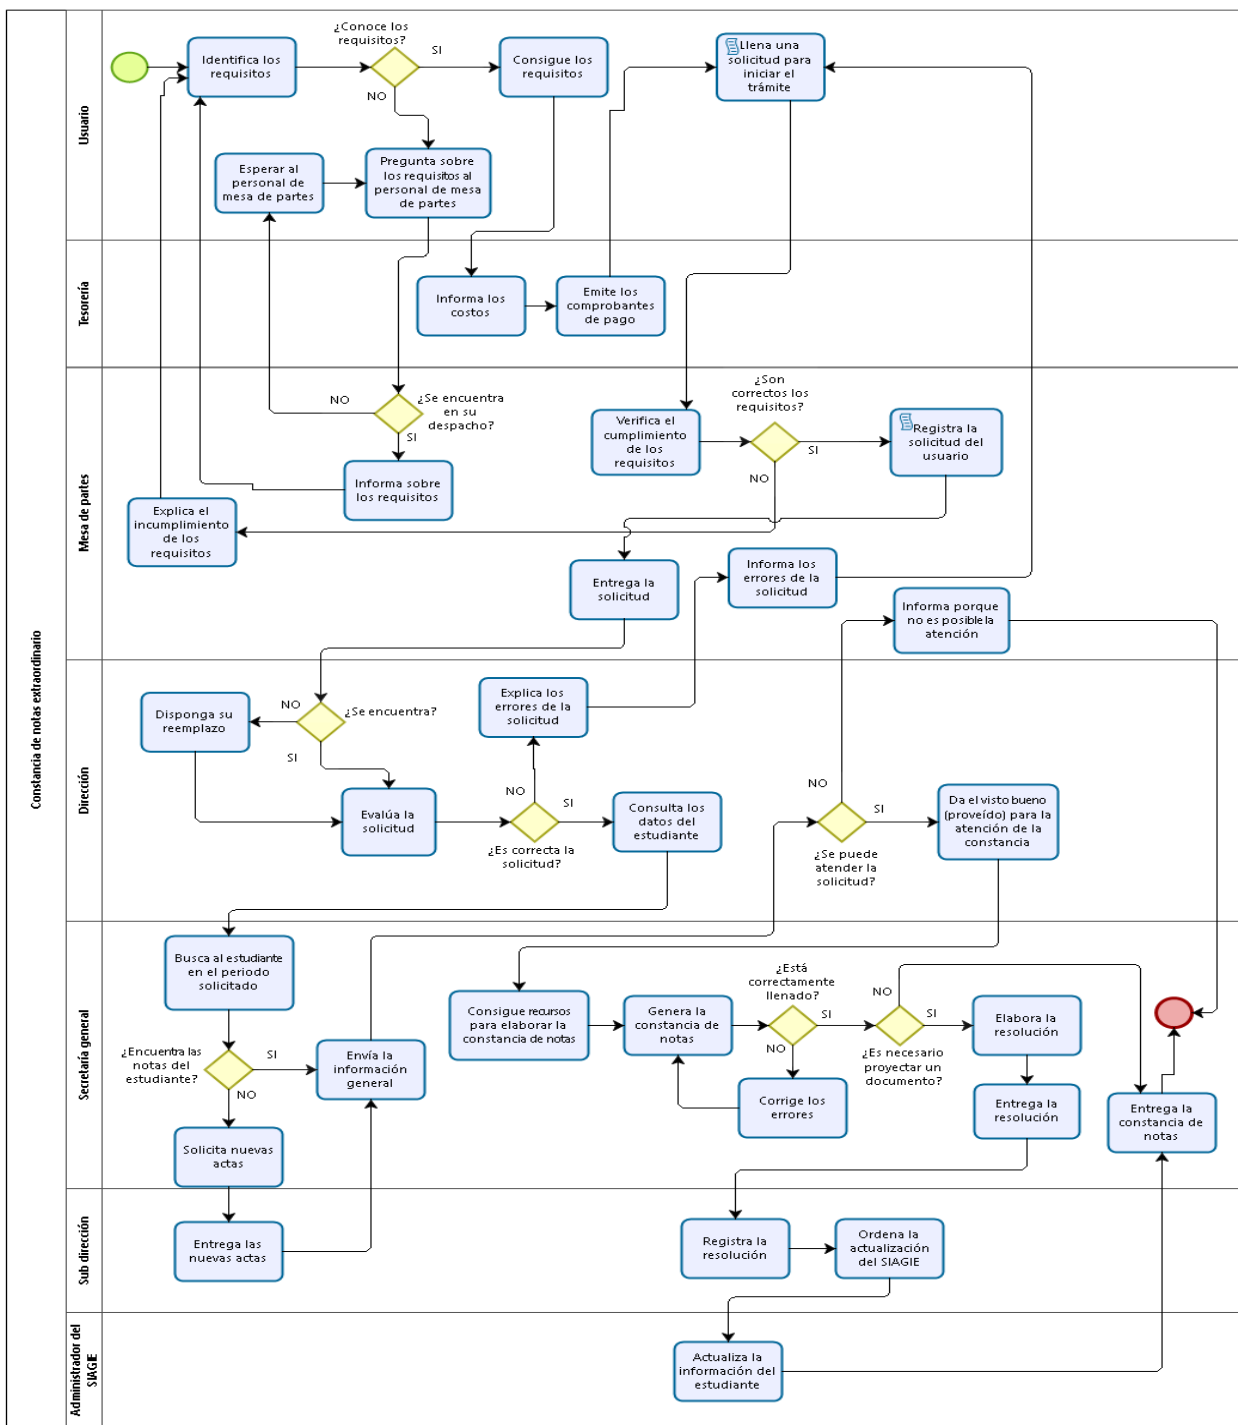 Constancia de notas extraordinario
Usuario
¿Conoce los
requisitos?
SI
NO
Identifica los
requisitos
Consigue los
requisitos
Llena una
solicitud para
iniciar el
trámite
Esperar al
personal de
mesa de partes
Pregunta sobre
los requisitos al
personal de mesa
de partes
Tesorería
Informa los
costos
Emite los
comprobantes
de pago
Mesa de partes
NO
¿Se encuentra
en su
despacho?
SI
¿Son
correctos los
requisitos?
Verifica el
cumplimiento
de los
requisitos
SI
NO
Registra la
solicitud del
usuario
Informa sobre
los requisitos
Explica el
incumplimiento
de los
requisitos
Entrega la
solicitud
Informa los
errores de la
solicitud
Informa porque
no es posible la
atención
Dirección
Disponga su
reemplazo
NO
¿Se encuentra?
SI
Explica los
errores de la
solicitud
Evalúa la
solicitud
NO
SI
¿Es correcta la
solicitud?
Consulta los
datos del
estudiante
NO
SI
¿Se puede
atender la
solicitud?
Da el visto bueno
(proveído) para la
atención de la
constancia
Secretaría general
Busca al estudiante
en el periodo
solicitado
¿Encuentra las
notas del
estudiante?
SI
NO
Envía la
información
general
Solicita nuevas
actas
Consigue recursos
para elaborar la
constancia de notas
Genera la
constancia de
notas
¿Está
correctamente
llenado?
SI
NO
Corrige los
errores
NO
SI
¿Es necesario
proyectar un
documento?
Elabora la
resolución
Entrega la
resolución
Entrega la
constancia de
notas
Sub dirección
Entrega las
nuevas actas
Registra la
resolución
Ordena la
actualización
del SIAGIE
Administrador del
SIAGIE
Actualiza la
información del
estudiante